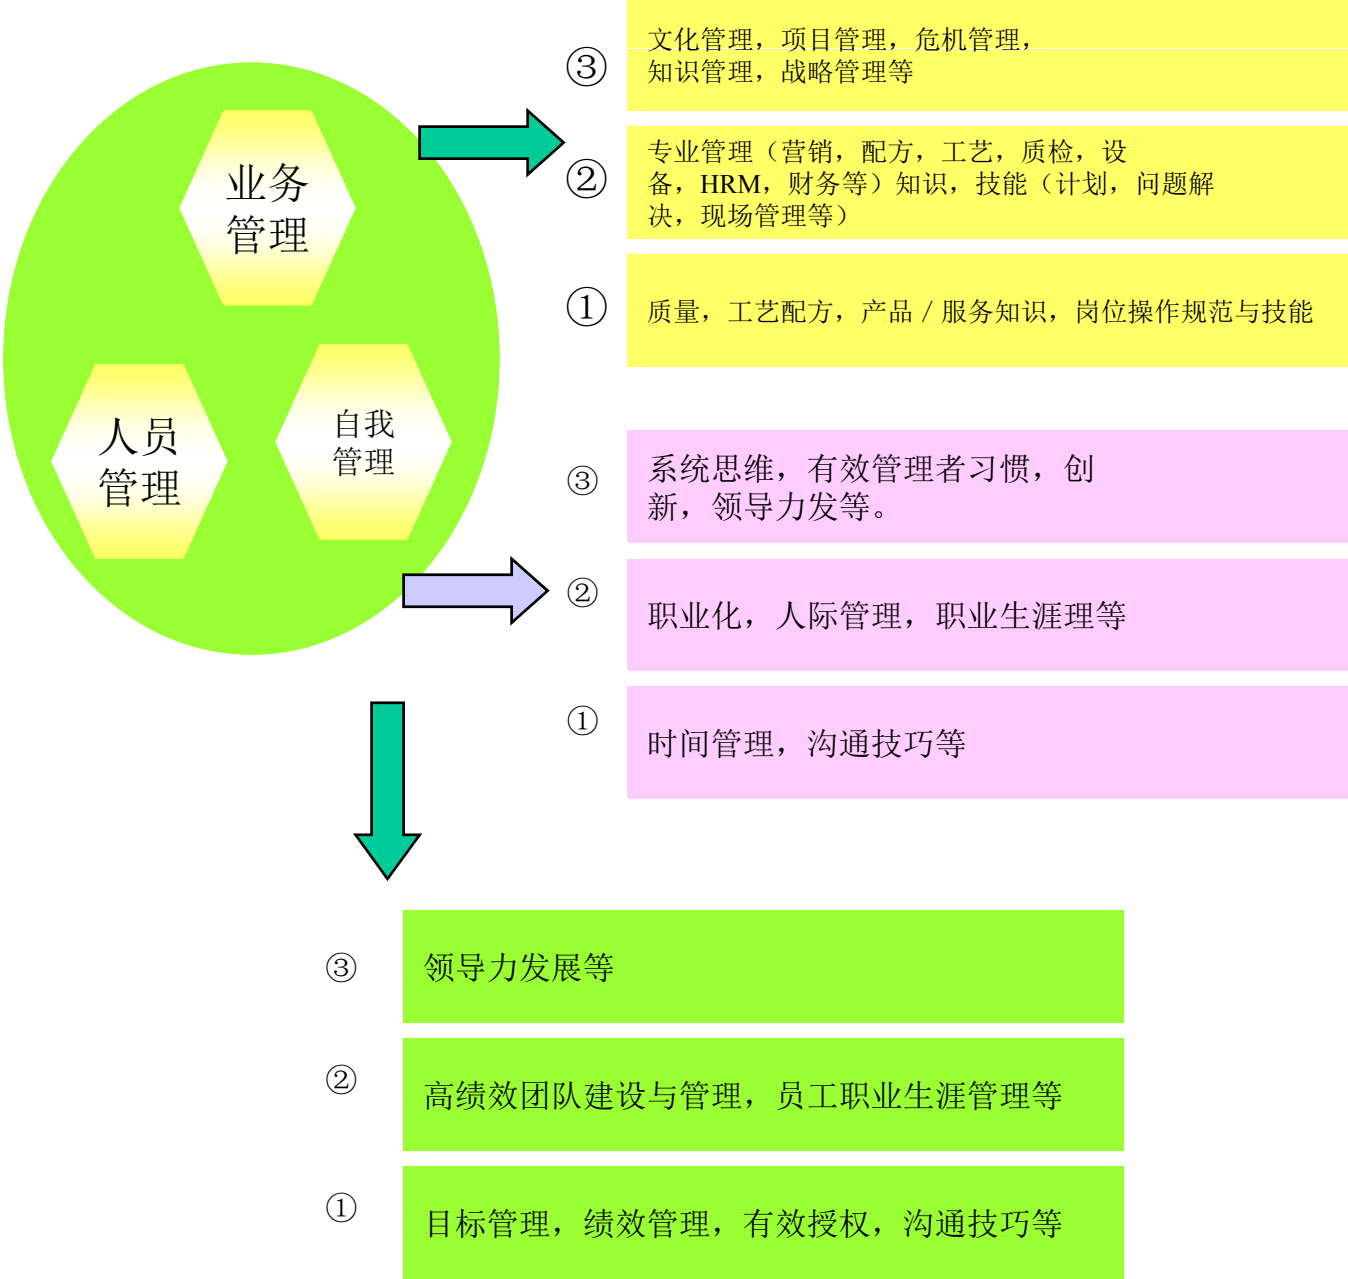 业务
管理
人员
管理
自我
管理
③
文化管理，项目管理，危机管理，
知识管理，战略管理等
②
专业管理（营销，配方，工艺，质检，设
备，HRM，财务等）知识，技能（计划，问题解
决，现场管理等）
①
质量，工艺配方，产品／服务知识，岗位操作规范与技能
③
系统思维，有效管理者习惯，创
新，领导力发等。
②
职业化，人际管理，职业生涯理等
①
时间管理，沟通技巧等
③
领导力发展等
②
高绩效团队建设与管理，员工职业生涯管理等
①
目标管理，绩效管理，有效授权，沟通技巧等